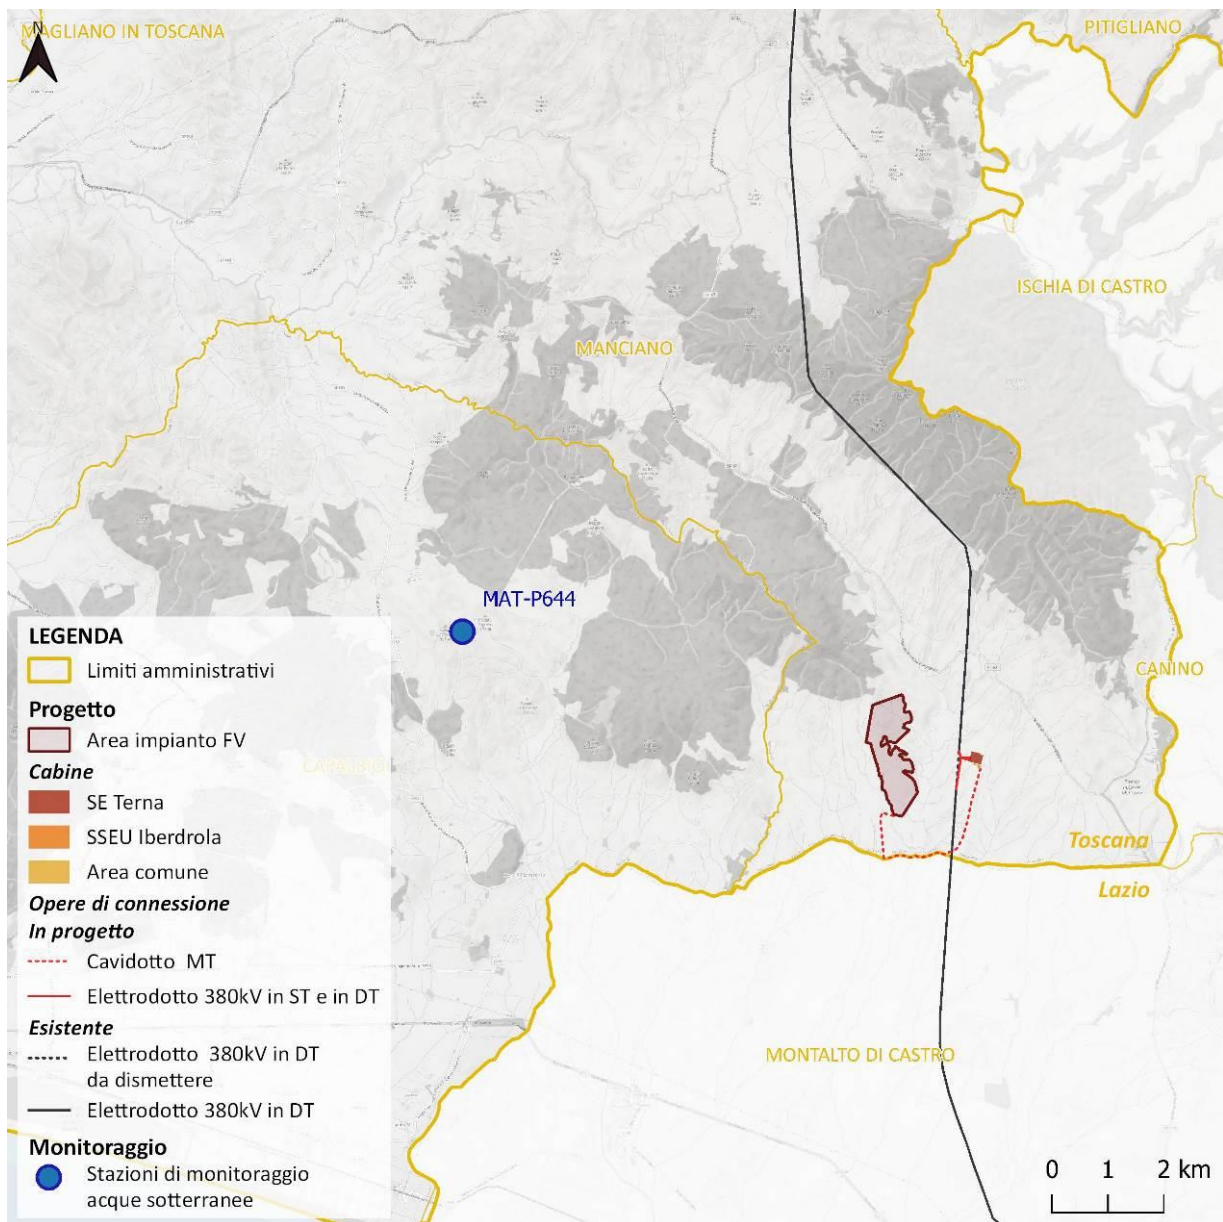 MAGLIANO IN TOSCANA
N
PITIGLIANO
ISCHIA DI CASTRO
MANCIANO
MAT-P644
CANINO
CAPALBIO
Toscana
Lazio
MONTALTO DI CASTRO
LEGENDA
Limiti amministrativi
Progetto
Area impianto FV
Cabine
SE Terna
SSEU Iberdrola
Area comune
Opere di connessione
In progetto
Cavidotto MT
Elettrodotto 380kV in ST e in DT
Esistente
Elettrodotto 380kV in DT
da dismettere
Elettrodotto 380kV in DT
Monitoraggio
Stazioni di monitoraggio
acque sotterranee
0 1 2 km